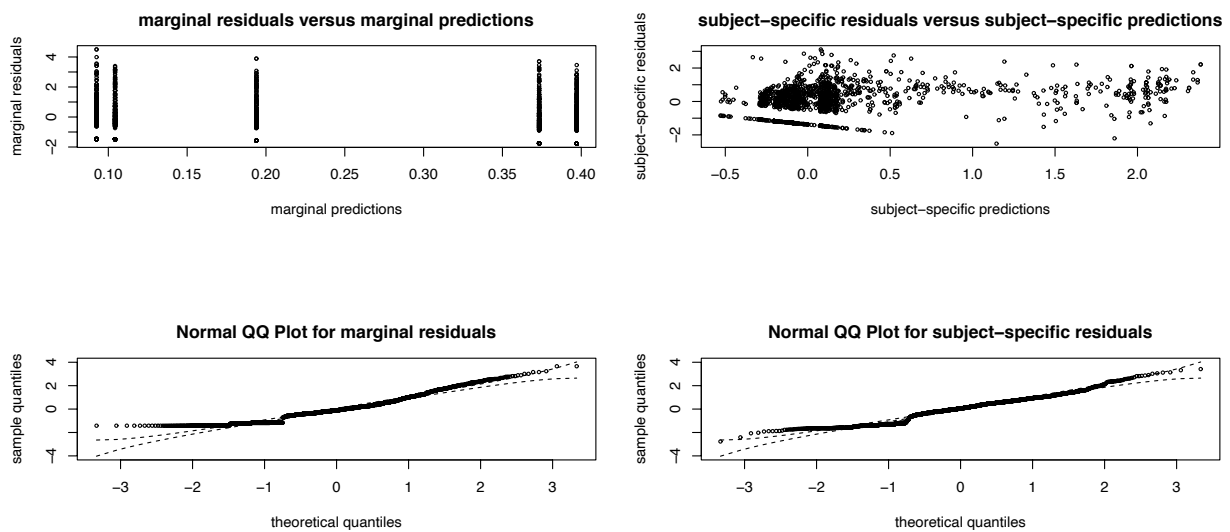 marginal residuals versus marginal predictions
marginal residuals
4
2
0
−2
0.10 0.15 0.20 0.25 0.30 0.35 0.40
marginal predictions
subject−specific residuals versus subject−specific predictions
subject−specific residuals
2
0
−2
−0.5 0.0 0.5 1.0 1.5 2.0
subject−specific predictions
Normal QQ Plot for marginal residuals
sample quantiles
4
2
0
−4
−3 −2 −1 0 1 2 3
theoretical quantiles
Normal QQ Plot for subject−specific residuals
sample quantiles
4
2
0
−4
−3 −2 −1 0 1 2 3
theoretical quantiles